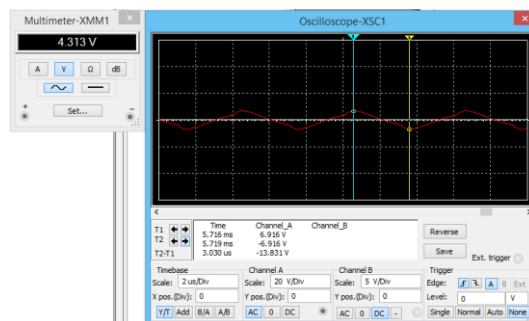 Multimeter-XMM1
4.313 V
A V Ω dB
Set...
+ −
Oscilloscope-XSC1
1 2
Time Channel_A Channel_B
T1 5.716 ms 6.916 V
T2 5.719 ms -6.916 V
T2-T1 3.030 us -13.831 V
Reverse
Save
Ext. trigger
Timebase
Scale: 2 us/Div
X pos.(Div): 0
Y/T Add B/A A/B
Channel A
Scale: 20 V/Div
Y pos.(Div): 0
AC 0 DC
Channel B
Scale: 5 V/Div
Y pos.(Div): 0
AC 0 DC -
Trigger
Edge: A B Ext
Level: 0 V
Single Normal Auto None